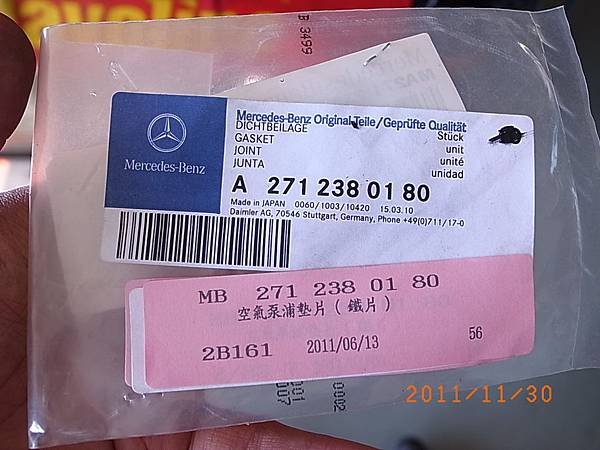 B 3499
MA2
Mercedes-Benz
Mercedes-Benz Original Teile/Geprüfte Qualität
DICHTBEILAGE Stück
GASKET unit
JOINT unité
JUNTA unidad
A 271 238 01 80
Made in JAPAN 0060/1003/10420 15.03.10
Daimler AG, 70546 Stuttgart, Germany, Phone +49(0)711/17-0
MB 271 238 01 80
空氣泵浦墊片(鐵片)
2B161 2011/06/13 56
0002
2011/11/30